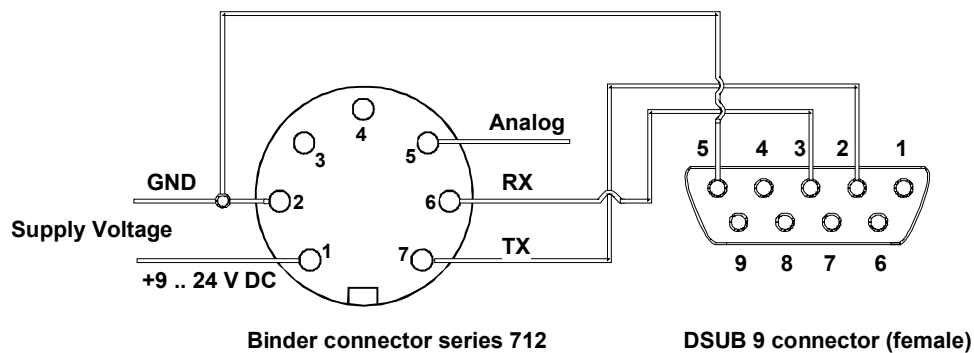 Analog
4
3
5
5 4 3 2 1
GND
RX
2
6
Supply Voltage
1
7
TX
9 8 7 6
+9 .. 24 V DC
Binder connector series 712
DSUB 9 connector (female)